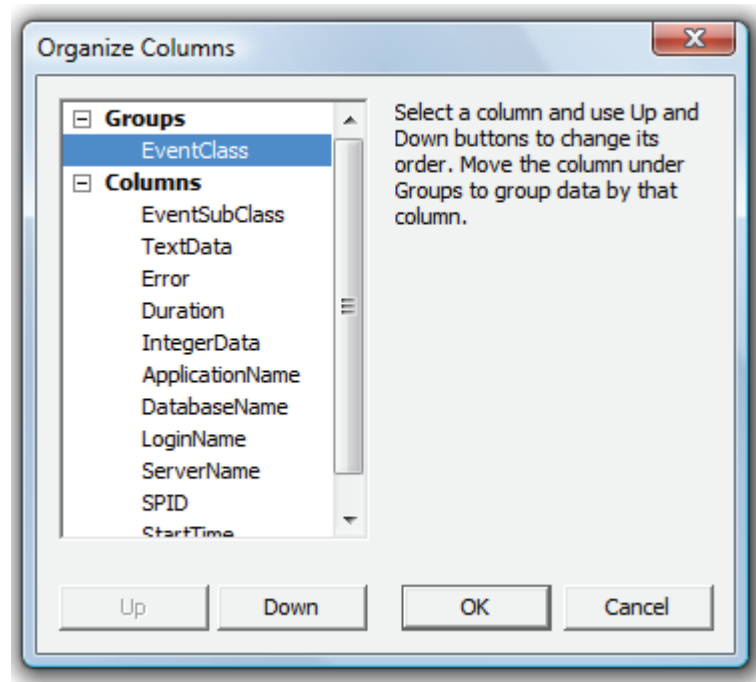 Organize Columns
Groups
EventClass
Columns
EventSubClass
TextData
Error
Duration
IntegerData
ApplicationName
DatabaseName
LoginName
ServerName
SPID
StartTime
Select a column and use Up and
Down buttons to change its
order. Move the column under
Groups to group data by that
column.
Up
Down
OK
Cancel